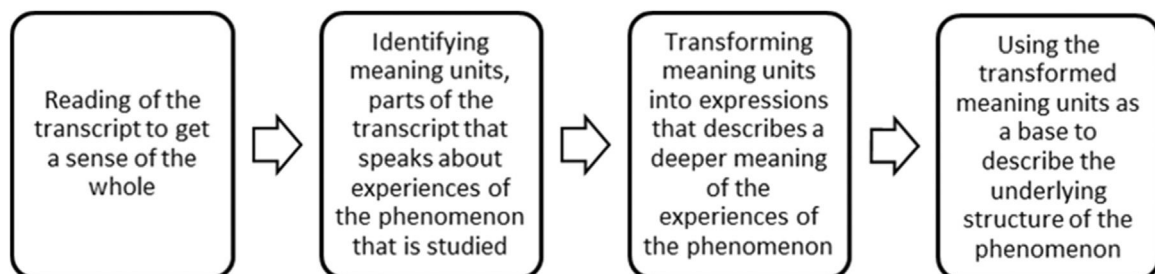 Reading of the
transcript to get
a sense of the
whole
Identifying
meaning units,
parts of the
transcript that
speaks about
experiences of
the phenomenon
that is studied
Transforming
meaning units
into expressions
that describes a
deeper meaning
of the
experiences of
the phenomenon
Using the
transformed
meaning units as
a base to
describe the
underlying
structure of the
phenomenon